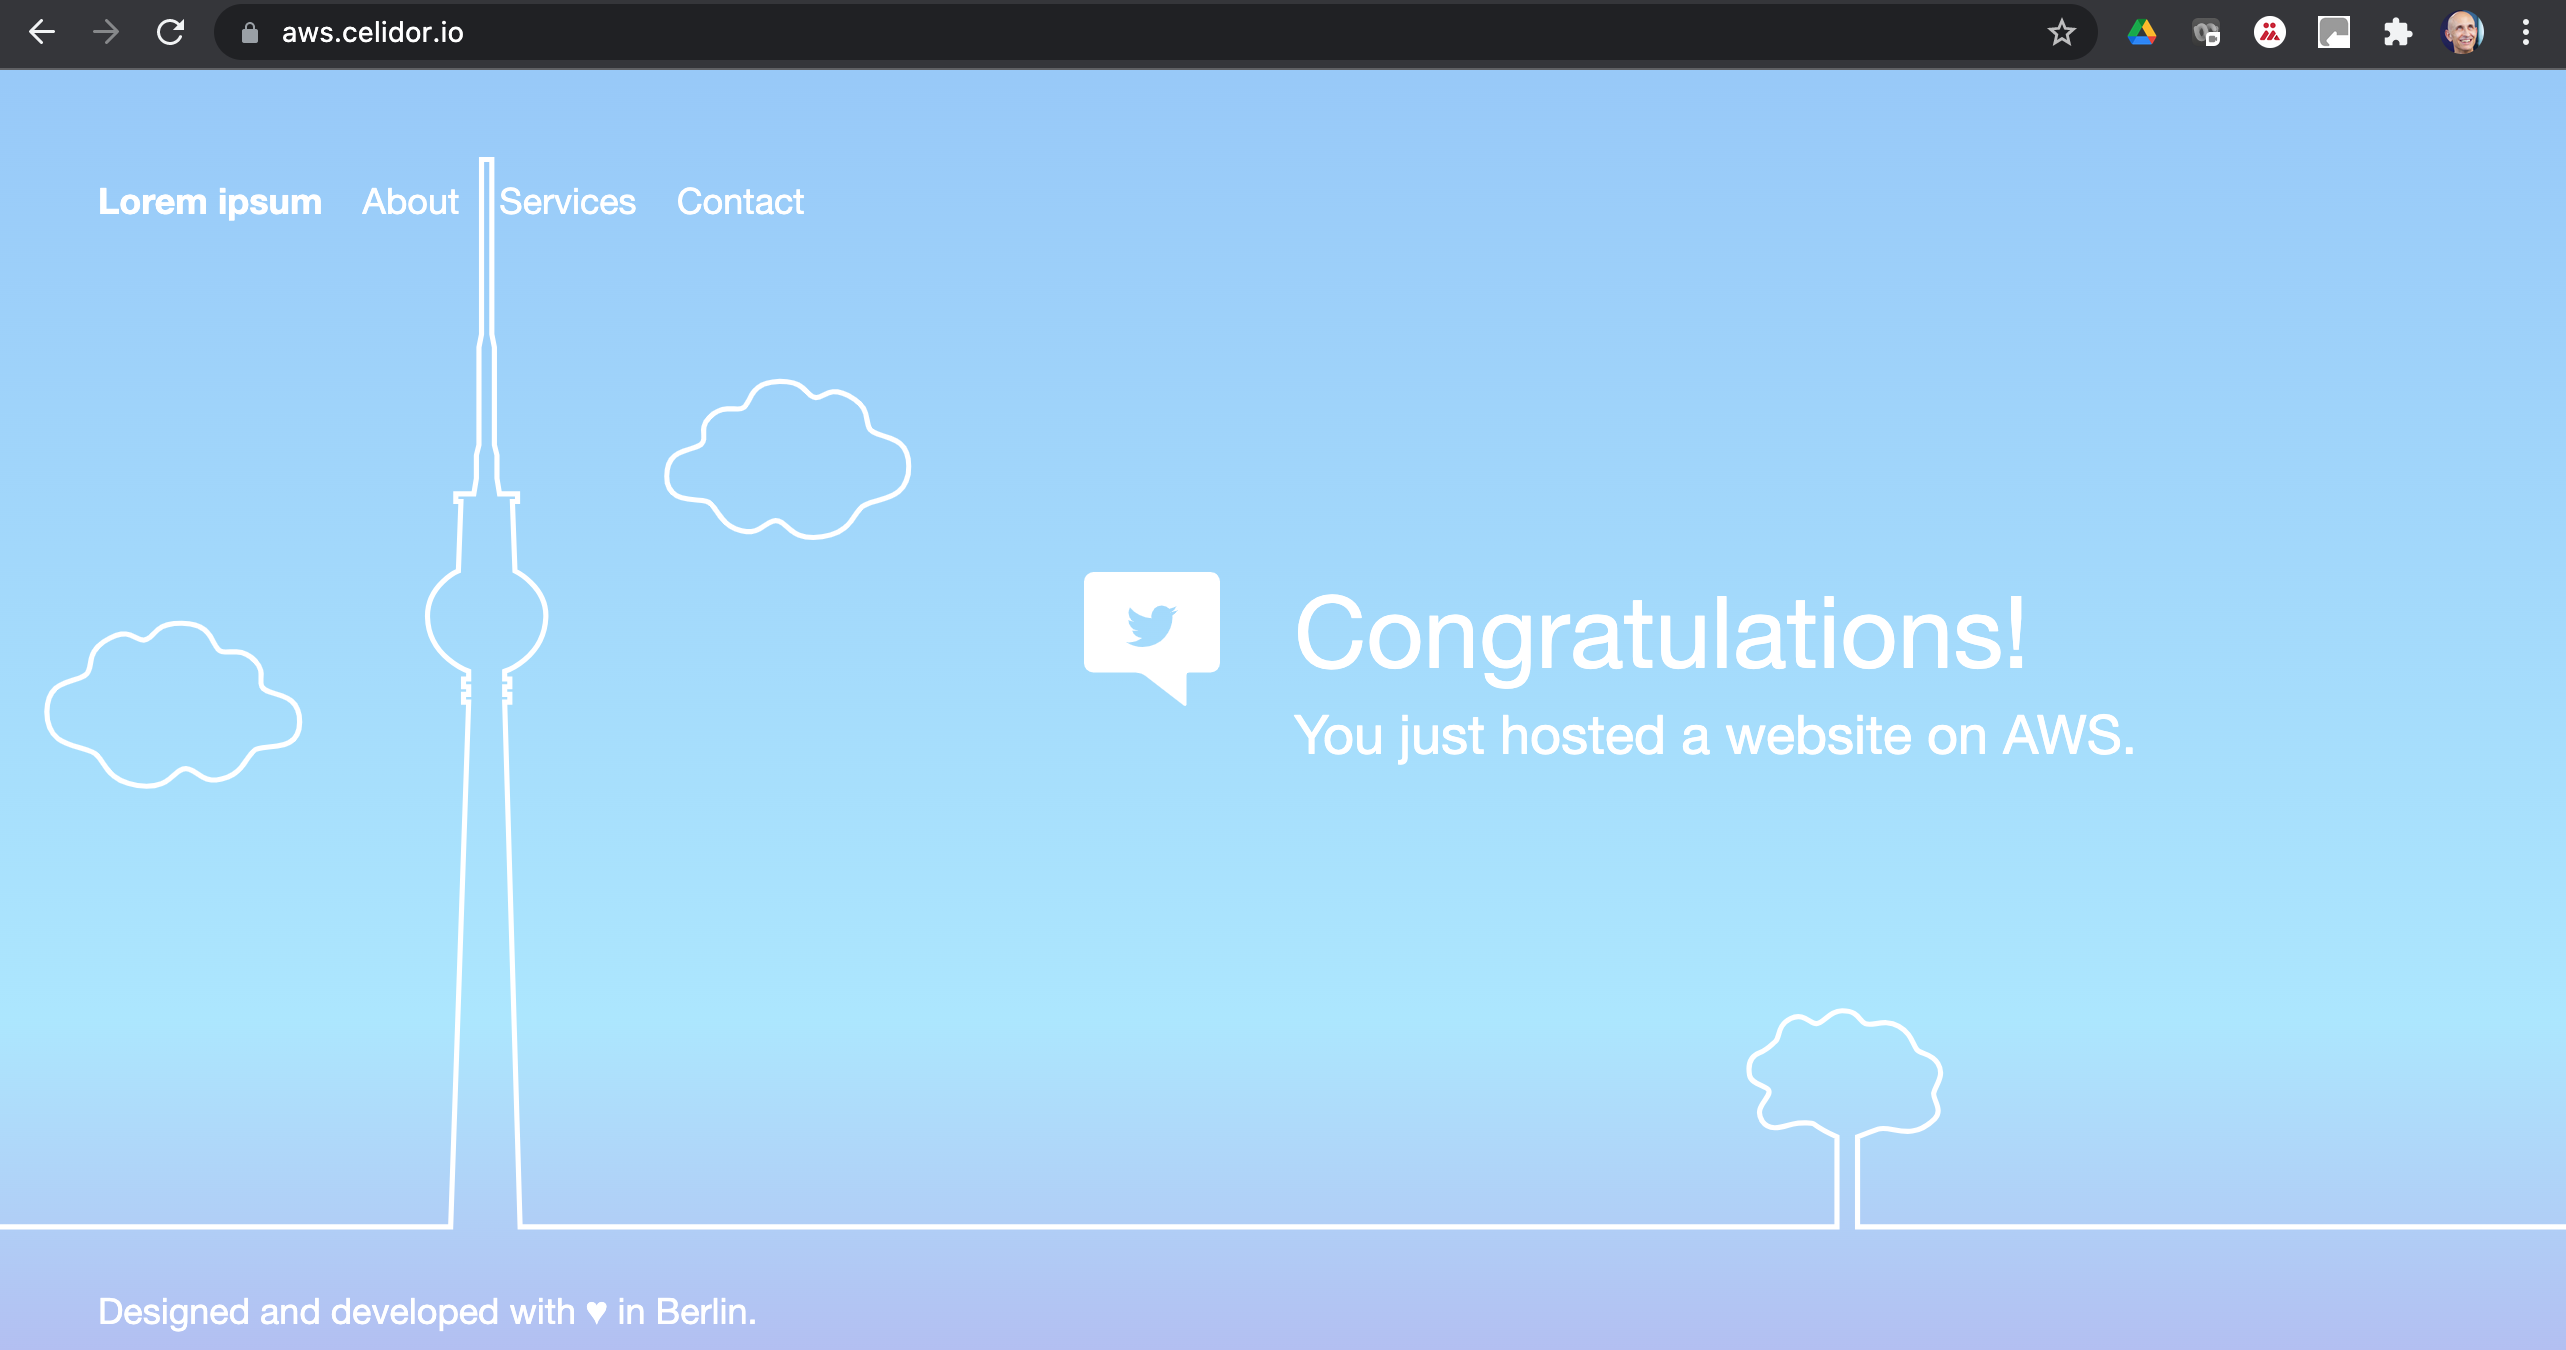 aws.celidor.io
Lorem ipsum About Services Contact
Congratulations!
You just hosted a website on AWS.
Designed and developed with ♥ in Berlin.